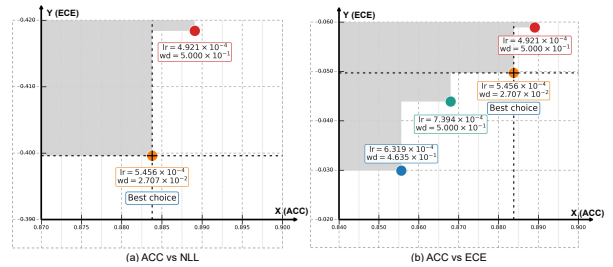 Y (ECE)
-0.420
-0.410
-0.400
-0.390
lr = 4.921 × 10⁻⁴
wd = 5.000 × 10⁻¹
lr = 5.456 × 10⁻⁴
wd = 2.707 × 10⁻²
Best choice
X (ACC)
0.870 0.875 0.880 0.885 0.890 0.895 0.900
(a) ACC vs NLL
Y (ECE)
-0.060
-0.050
-0.040
-0.030
-0.020
lr = 4.921 × 10⁻⁴
wd = 5.000 × 10⁻¹
lr = 5.456 × 10⁻⁴
wd = 2.707 × 10⁻²
Best choice
lr = 7.394 × 10⁻⁴
wd = 5.000 × 10⁻¹
lr = 6.319 × 10⁻⁴
wd = 4.635 × 10⁻¹
X (ACC)
0.840 0.850 0.860 0.870 0.880 0.890 0.900
(b) ACC vs ECE